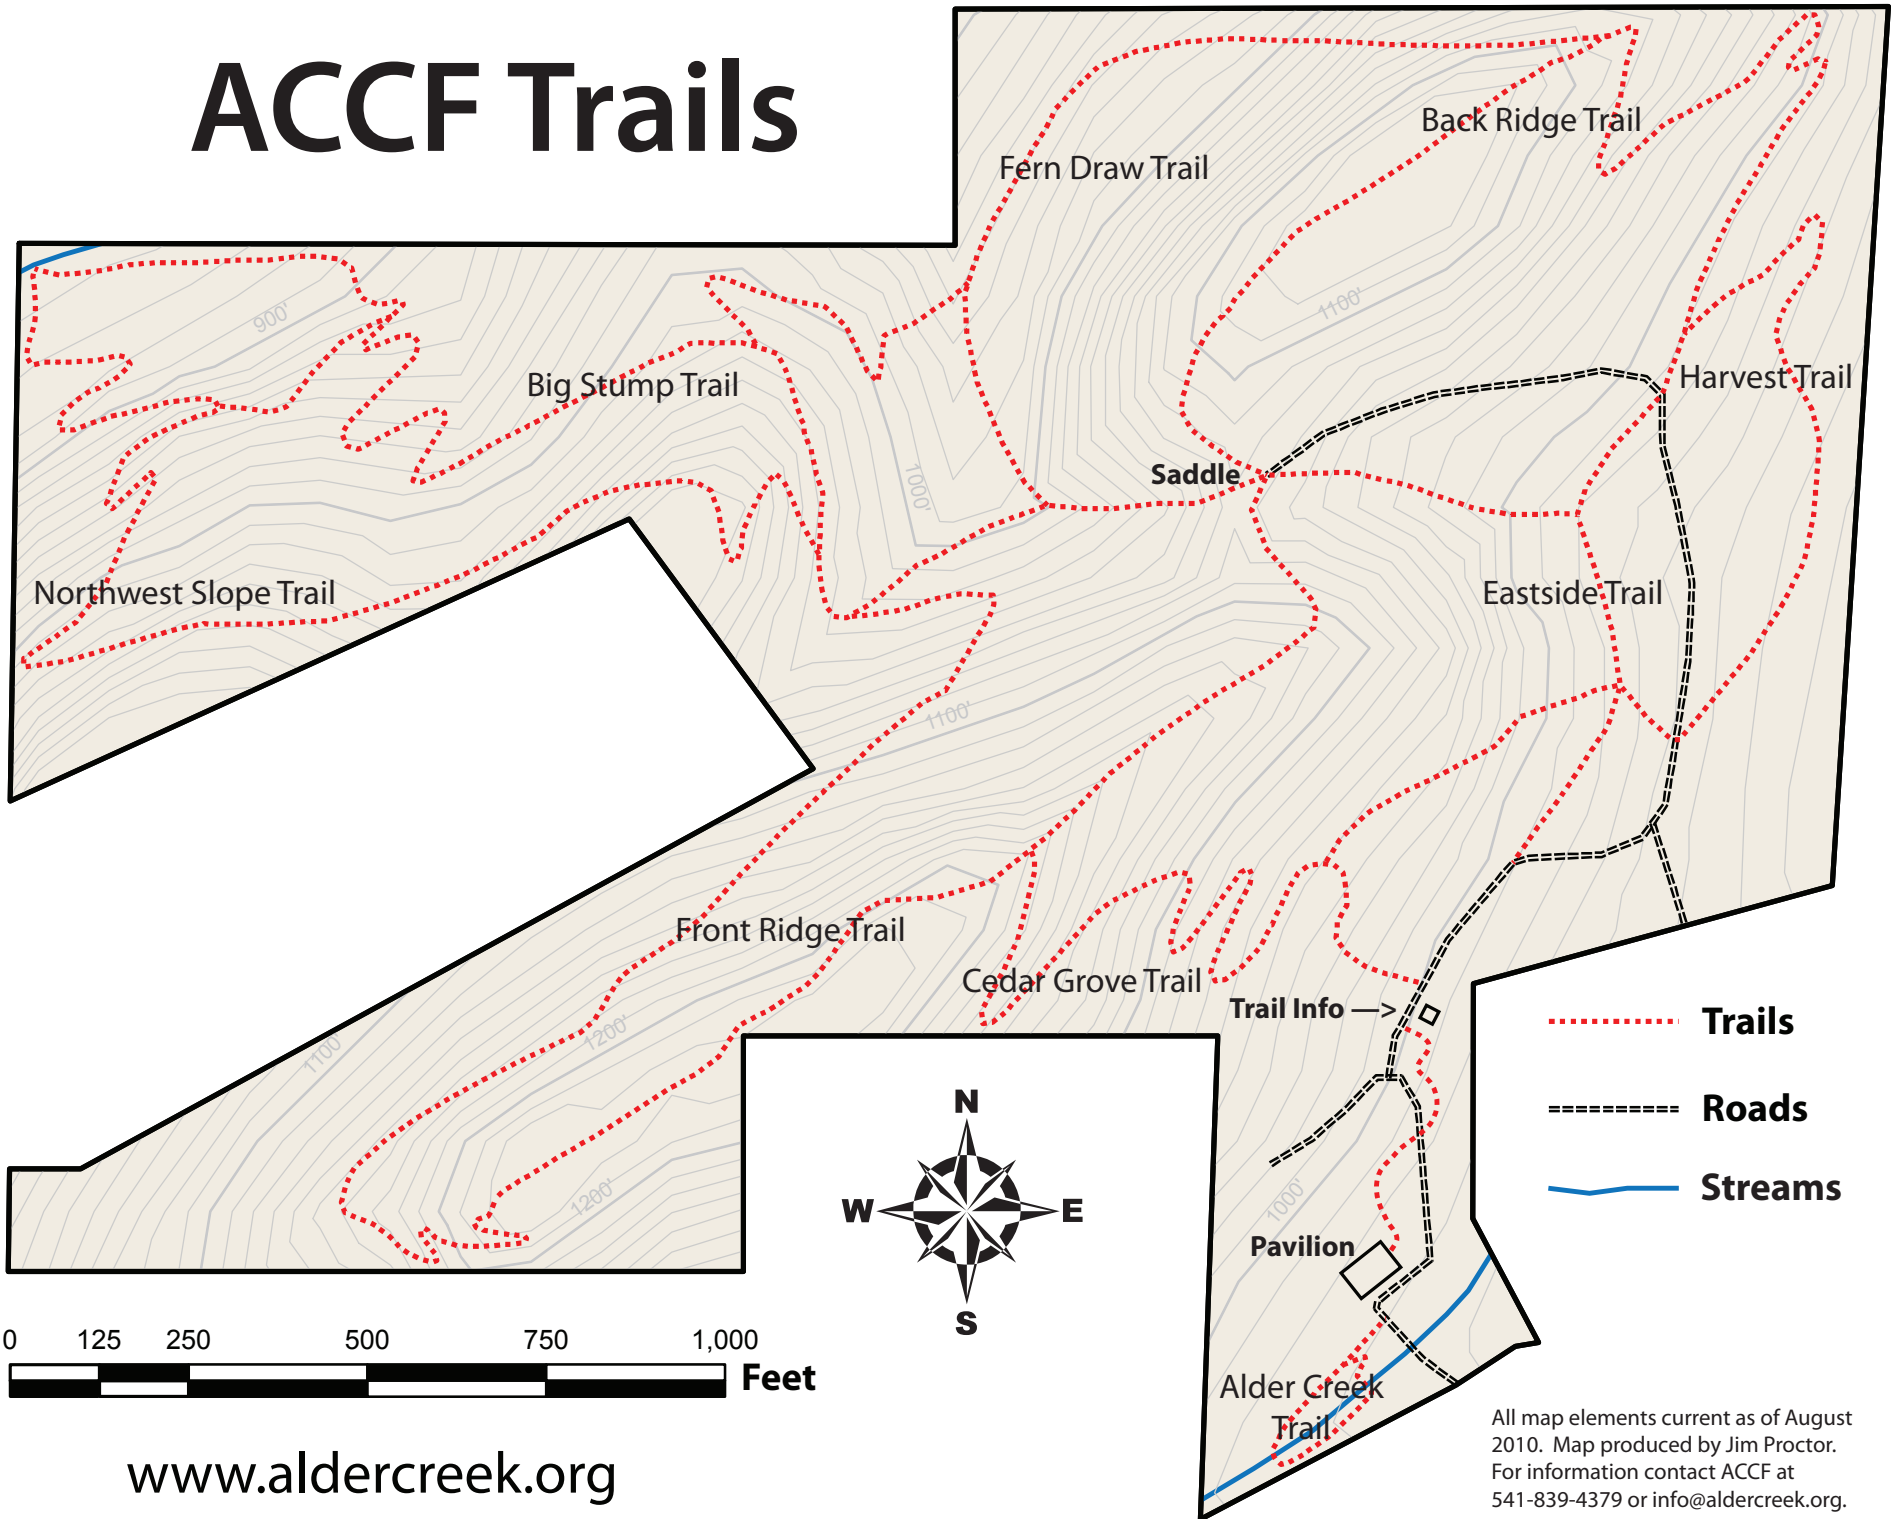 ACCF Trails
Back Ridge Trail
Fern Draw Trail
900'
1100'
Big Stump Trail
Harvest Trail
Saddle
1000'
Northwest Slope Trail
Eastside Trail
1100'
Front Ridge Trail
Cedar Grove Trail
Trail Info —>
1200'
1100'
Trails
N
W
E
S
Roads
1200'
1000'
Streams
Pavilion
0 125 250 500 750 1,000
Feet
Alder Creek
Trail
www.aldercreek.org
All map elements current as of August
2010. Map produced by Jim Proctor.
For information contact ACCF at
541-839-4379 or info@aldercreek.org.